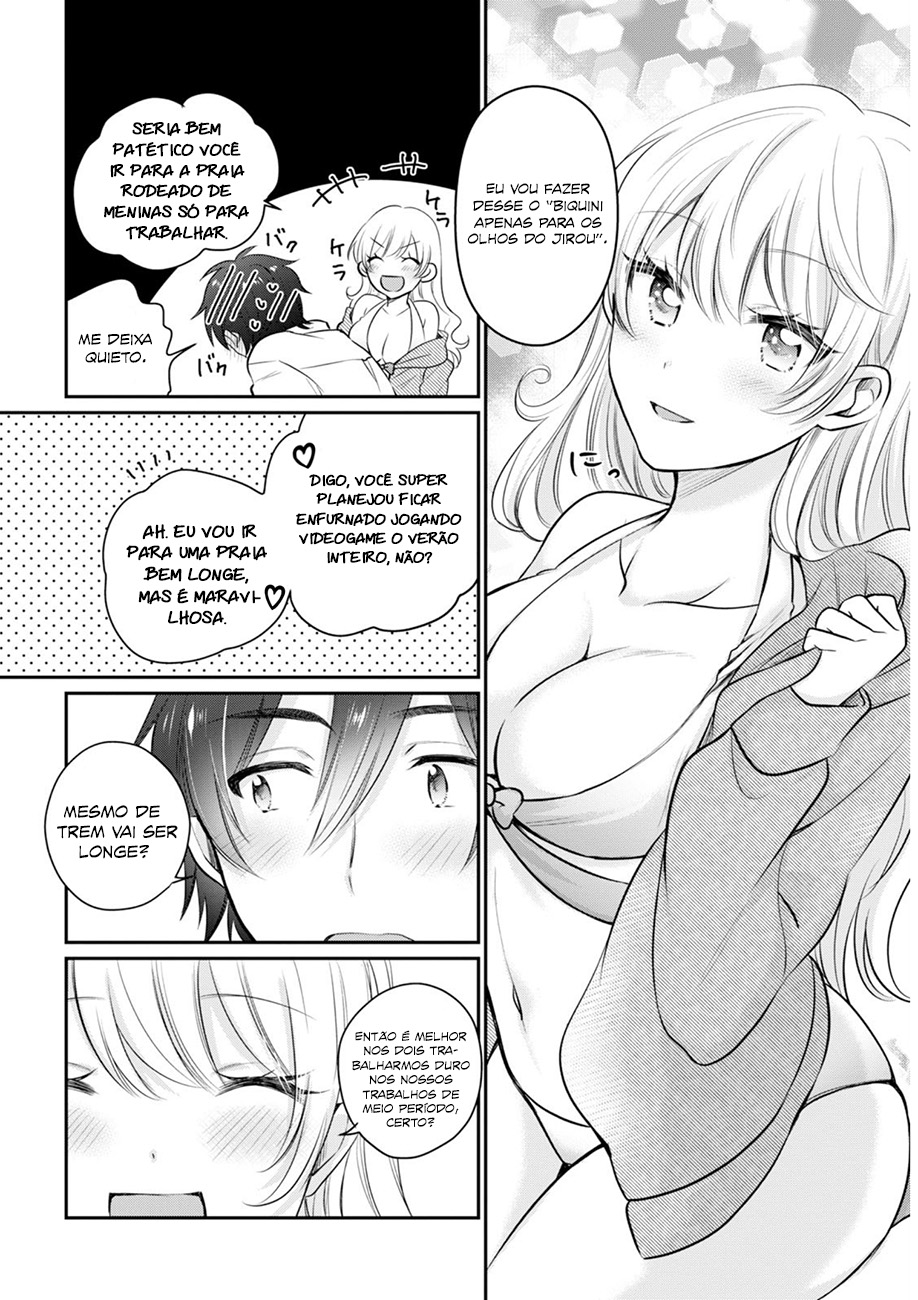 EU VOU FAZER
DESSE O “BIQUINI
APENAS PARA OS
OLHOS DO JIROU”.
ニコッ
SERIA BEM
PATÉTICO VOCÊ
IR PARA A PRAIA
RODEADO DE
MENINAS SÓ PARA
TRABALHAR.
ケラ
ケラ
バク
バク
ME DEIXA
QUIETO.
DIGO, VOCÊ SUPER
PLANEJOU FICAR
ENFURNADO JOGANDO
VIDEOGAME O VERÃO
INTEIRO, NÃO?
AH. EU VOU IR
PARA UMA PRAIA
BEM LONGE,
MAS É MARAVI-
LHOSA.
MESMO DE
TREM VAI SER
LONGE?
ENTÃO É MELHOR
NOS DOIS TRA-
BALHARMOS DURO
NOS NOSSOS
TRABALHOS DE
MEIO PERÍODO,
CERTO?